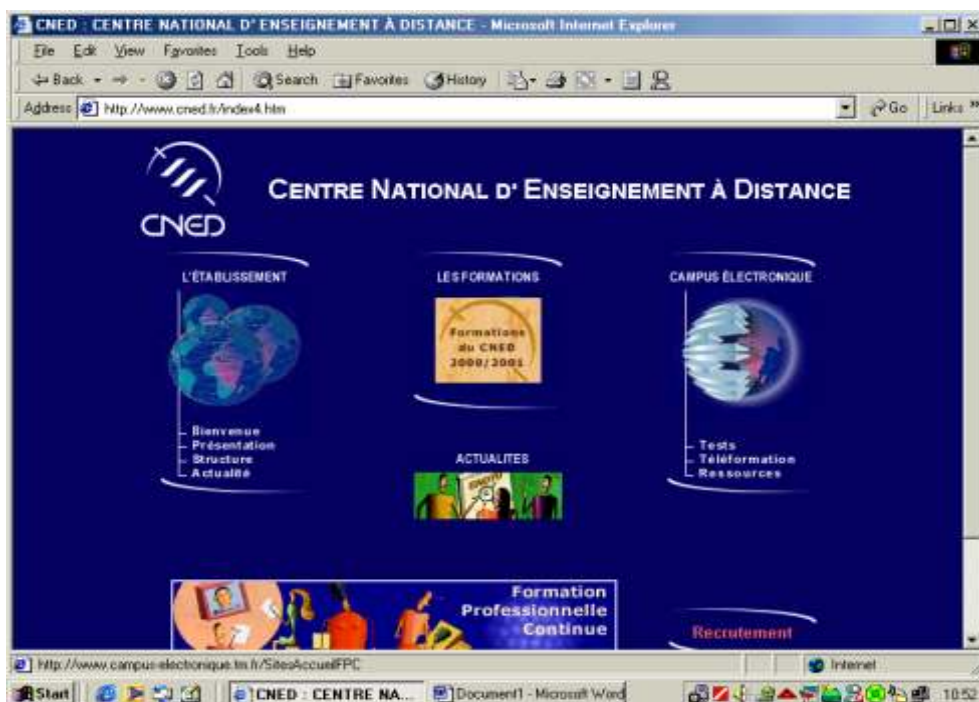 CNED : CENTRE NATIONAL D' ENSEIGNEMENT À DISTANCE - Microsoft Internet Explorer
File Edit View Favorites Tools Help
Back Search Favorites History
Address http://www.cned.fr/index4.htm Go Links »
CENTRE NATIONAL D' ENSEIGNEMENT À DISTANCE
CNED
L'ÉTABLISSEMENT
Bienvenue
Présentation
Structure
Actualité
LES FORMATIONS
Formations
du CNED
2000/2001
ACTUALITES
CAMPUS ÉLECTRONIQUE
Tests
Téléformation
Ressources
Formation
Professionnelle
Continue
Recrutement
http://www.campus-electronique.tm.fr/SitesAccueilFPC Internet
Start CNED : CENTRE NA... Document1 - Microsoft Word 10:52